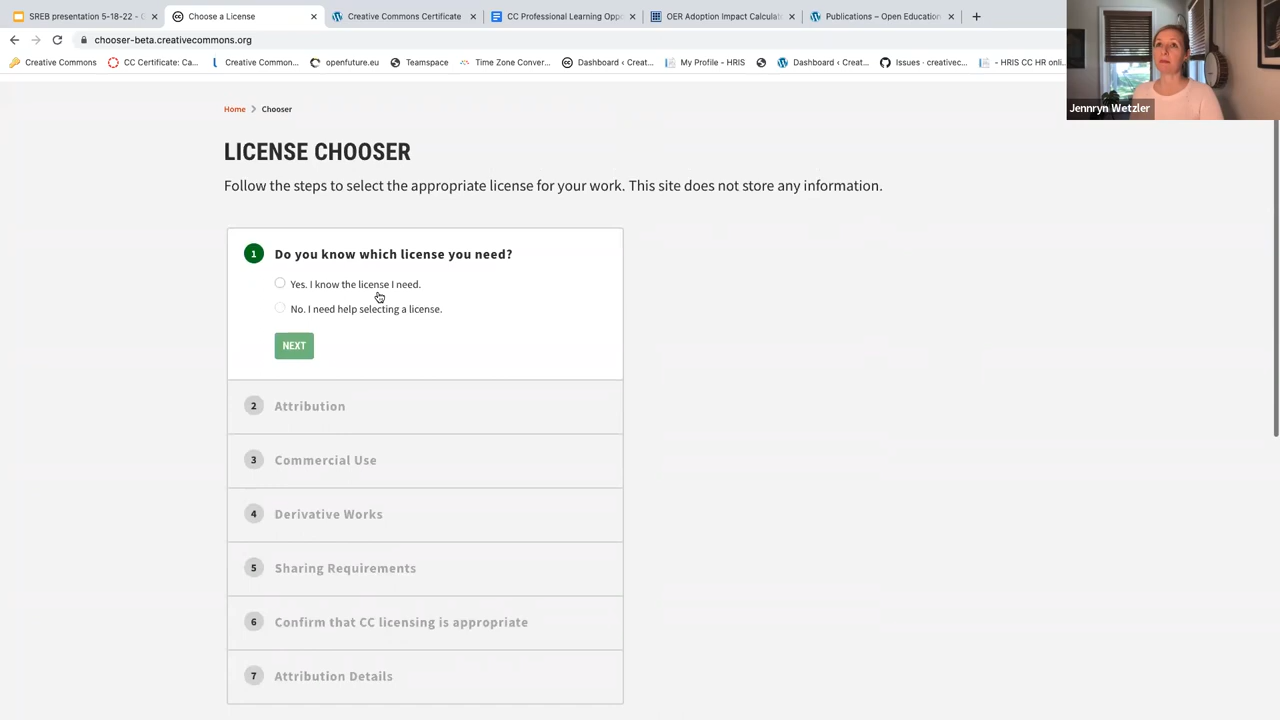 SREB presentation 5-18-22 - C
Choose a License
Creative Commons Certificate
CC Professional Learning Opp
OER Adoption Impact Calcula
Publications – Open Education
chooser-beta.creativecommons.org
Creative Commons
CC Certificate: Ca...
Creative Common...
openfuture.eu
Teamspace
Time Zone Conver...
Dashboard ‹ Creat...
My Profile - HRIS
Dashboard ‹ Creat...
Issues · creativec...
- HRIS CC HR onli...
Jennryn Wetzler
Home > Chooser
LICENSE CHOOSER
Follow the steps to select the appropriate license for your work. This site does not store any information.
1 Do you know which license you need?
Yes. I know the license I need.
No. I need help selecting a license.
NEXT
2 Attribution
3 Commercial Use
4 Derivative Works
5 Sharing Requirements
6 Confirm that CC licensing is appropriate
7 Attribution Details